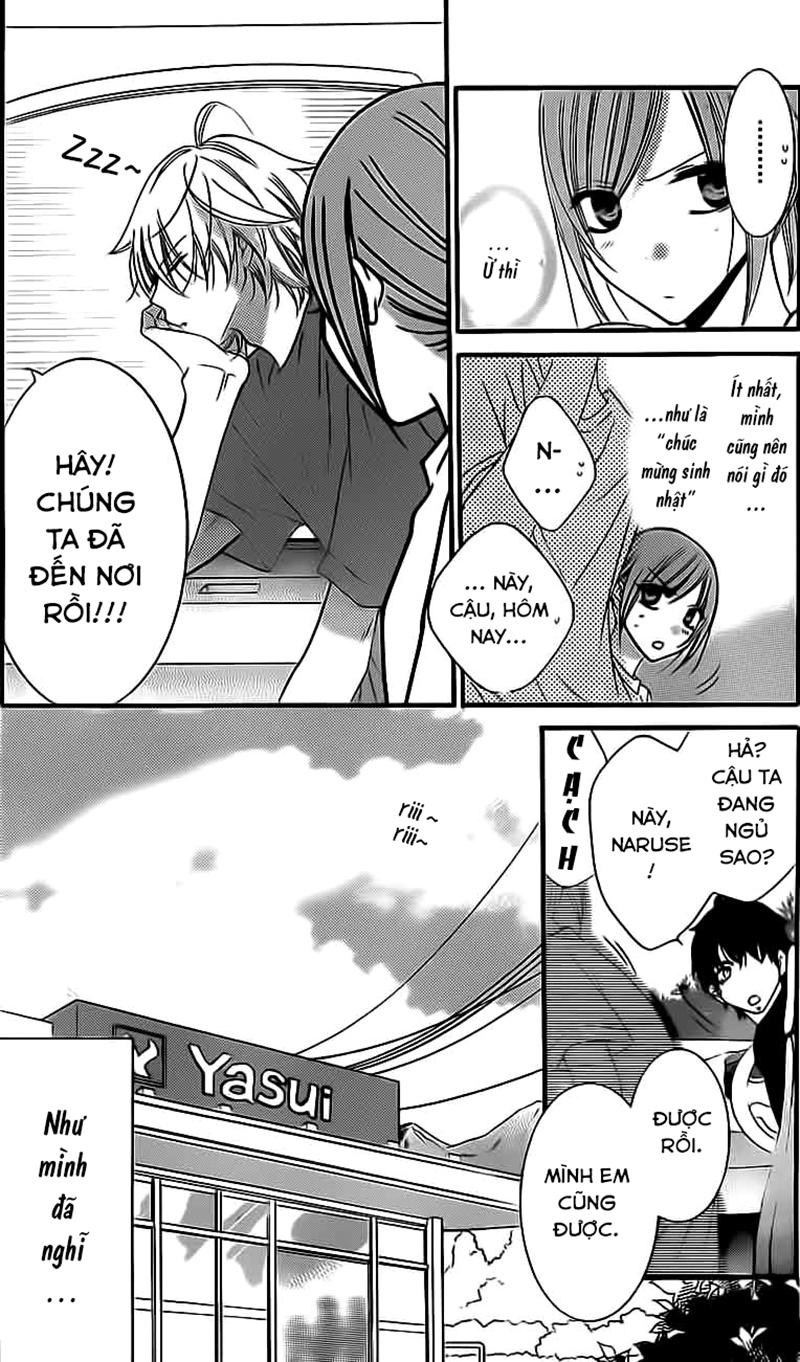 .........
...
Ừ thì
Ít nhất,
mình
cũng nên
nói gì đó
...
...như là
“chúc
mừng sinh
nhật”
N-
...
... NÀY,
CẬU, HÔM
NAY...
ZZZ~
HÂY!
CHÚNG
TA ĐÃ
ĐẾN NƠI
RỒI!!!
HẢ?
CẬU TA
ĐANG
NGỦ
SAO?
NÀY,
NARUSE
!
CẠCH
ĐƯỢC
RỒI.
MÌNH EM
CŨNG
ĐƯỢC.
riii ~
riii~
Yasui
Như
mình
đã
nghĩ
...